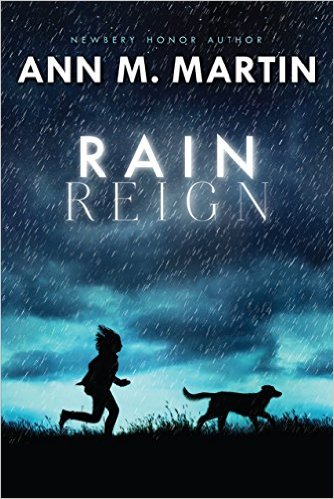 NEWBERY HONOR AUTHOR
ANN M. MARTIN
RAIN
REIGN